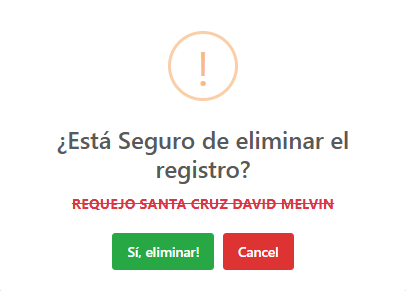 !
¿Está Seguro de eliminar el
registro?
REQUEJO SANTA CRUZ DAVID MELVIN
Sí, eliminar!
Cancel